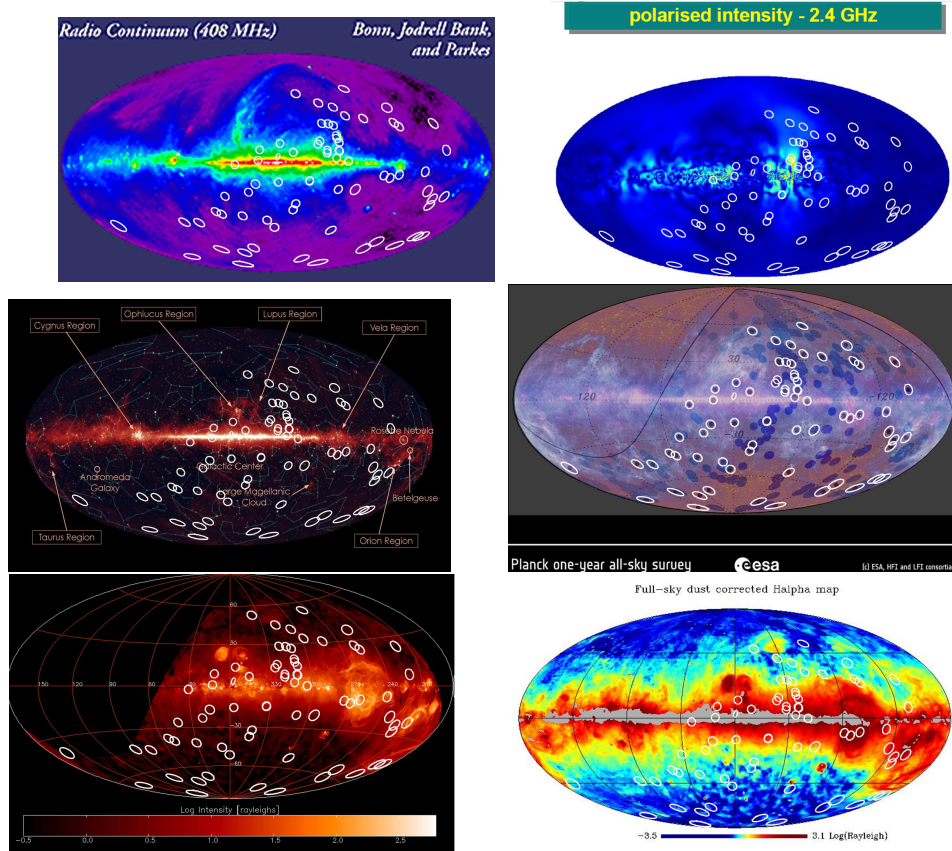 Radio Continuum (408 MHz)
Bonn, Jodrell Bank,
and Parkes
polarised intensity - 2.4 GHz
Ophiucus Region
Lupus Region
Cygnus Region
Vela Region
Rosette Nebula
Andromeda
Galaxy
Galactic Center
Large Magellanic
Cloud
Betelgeuse
Taurus Region
Orion Region
30
120
-120
-30
Planck one-year all-sky survey
esa
(c) ESA, HFI and LFI consortia
60
30
150 120 90 60 330
-30
-60
Log Intensity [rayleighs]
-0.5 0.0 0.5 1.0 1.5 2.0 2.5
Full-sky dust corrected Halpha map
-3.5 3.1 Log(Rayleigh)